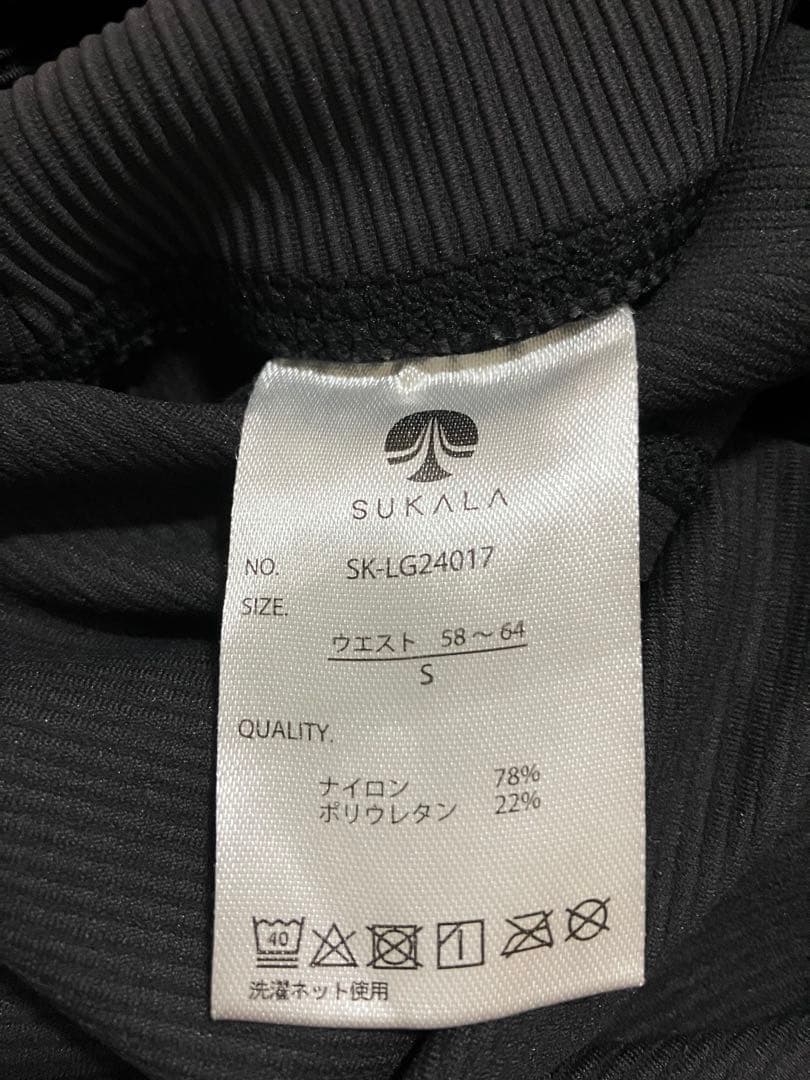 SUKALA
NO. SK-LG24017
SIZE.
ウエスト 58～64
S
QUALITY.
ナイロン 78%
ポリウレタン 22%
40
洗濯ネット使用